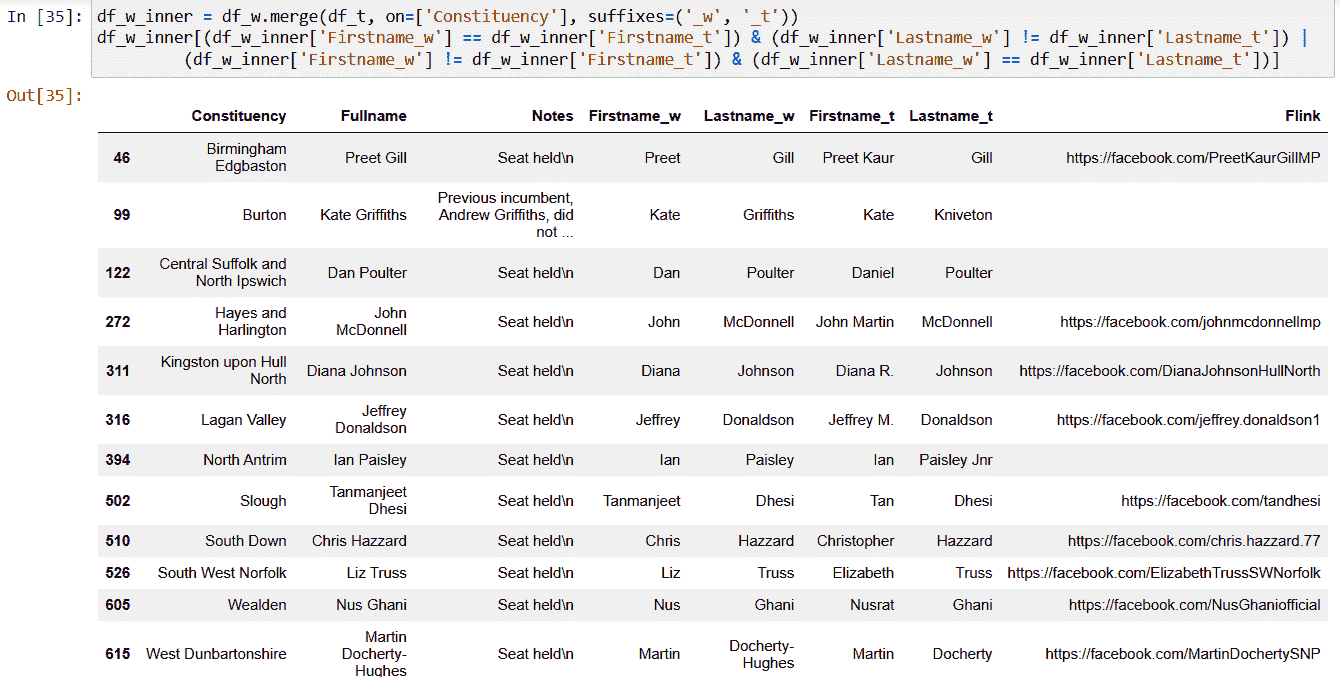 In [35]: df_w_inner = df_w.merge(df_t, on=['Constituency'], suffixes=('_w', '_t'))
df_w_inner[(df_w_inner['Firstname_w'] == df_w_inner['Firstname_t']) & (df_w_inner['Lastname_w'] != df_w_inner['Lastname_t']) |
(df_w_inner['Firstname_w'] != df_w_inner['Firstname_t']) & (df_w_inner['Lastname_w'] == df_w_inner['Lastname_t'])]
Out[35]:
Constituency Fullname Notes Firstname_w Lastname_w Firstname_t Lastname_t Flink
46 Birmingham Edgbaston Preet Gill Seat held\n Preet Gill Preet Kaur Gill https://facebook.com/PreetKaurGillMP
99 Burton Kate Griffiths Previous incumbent, Andrew Griffiths, did not ... Kate Griffiths Kate Kniveton
122 Central Suffolk and North Ipswich Dan Poulter Seat held\n Dan Poulter Daniel Poulter
272 Hayes and Harlington John McDonnell Seat held\n John McDonnell John Martin McDonnell https://facebook.com/johnmcdonnellmp
311 Kingston upon Hull North Diana Johnson Seat held\n Diana Johnson Diana R. Johnson https://facebook.com/DianaJohnsonHullNorth
316 Lagan Valley Jeffrey Donaldson Seat held\n Jeffrey Donaldson Jeffrey M. Donaldson https://facebook.com/jeffrey.donaldson1
394 North Antrim Ian Paisley Seat held\n Ian Paisley Ian Paisley Jnr
502 Slough Tanmanjeet Dhesi Seat held\n Tanmanjeet Dhesi Tan Dhesi https://facebook.com/tandhesi
510 South Down Chris Hazzard Seat held\n Chris Hazzard Christopher Hazzard https://facebook.com/chris.hazzard.77
526 South West Norfolk Liz Truss Seat held\n Liz Truss Elizabeth Truss https://facebook.com/ElizabethTrussSWNorfolk
605 Wealden Nus Ghani Seat held\n Nus Ghani Nusrat Ghani https://facebook.com/NusGhaniofficial
615 West Dunbartonshire Martin Docherty-Hughes Seat held\n Martin Docherty-Hughes Martin Docherty https://facebook.com/MartinDochertySNP